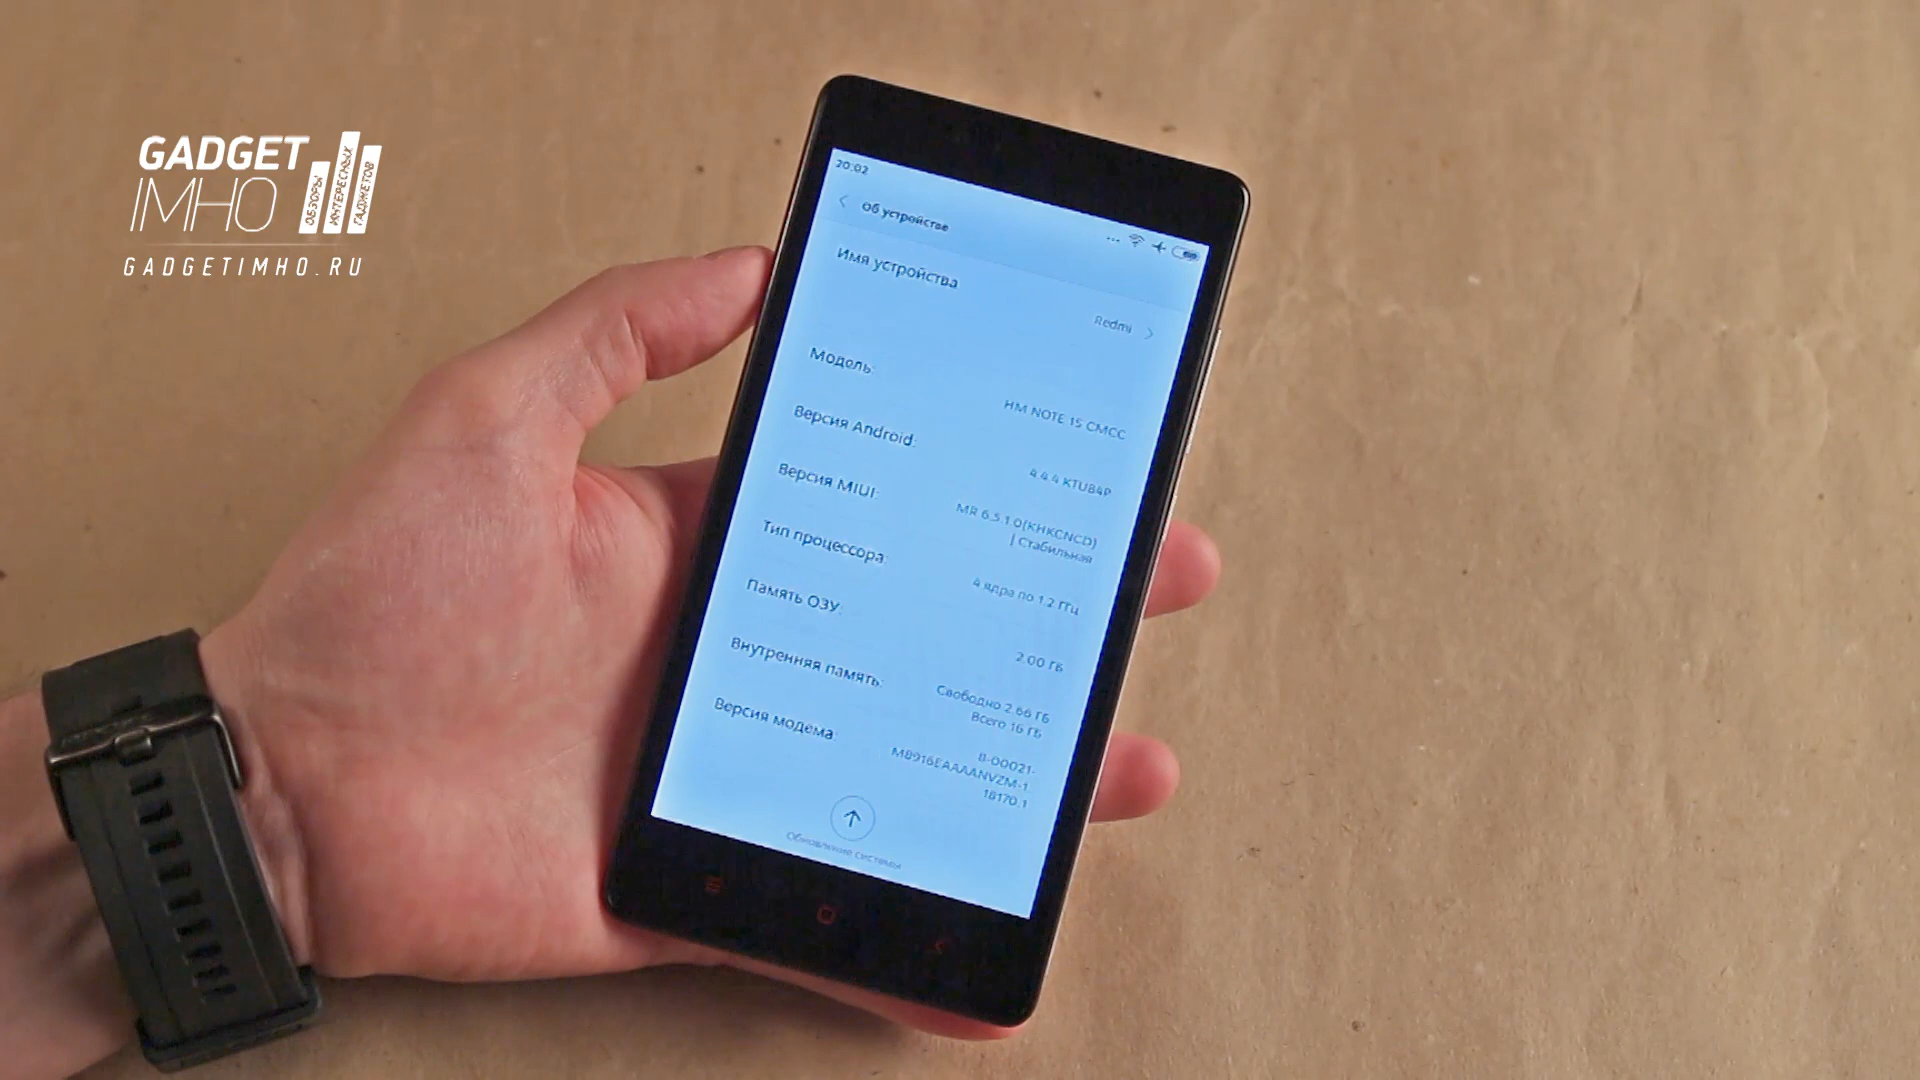 GADGET
IMHO
ОБЗОРЫ
ИНТЕРЕСНЫХ
ГАДЖЕТОВ
GADGETIMHO.RU
20:02
Об устройстве
Имя устройства
Redmi
Модель:
HM NOTE 1S CMCC
Версия Android:
4.4.4 KTU84P
Версия MIUI:
MR 6.5.1.0(KHKCNCD)
| Стабильная
Тип процессора:
4 ядра по 1.2 ГГц
Память ОЗУ:
2.00 ГБ
Внутренняя память:
Свободно 2.66 ГБ
Всего 16 ГБ
Версия модема:
B-00021-
M8916EAAAANVZM-1
18170.1
Обновление системы